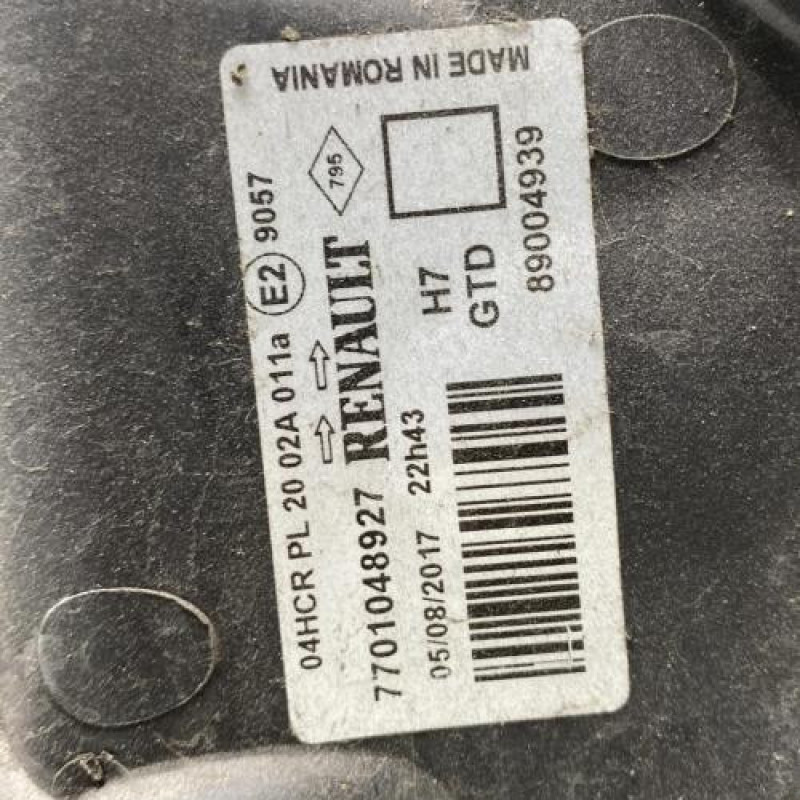 04HCR PL 20 02A 011a E2 9057
7701048927 RENAULT 795
05/08/2017 22h43
H7
GTD
89004939
MADE IN ROMANIA